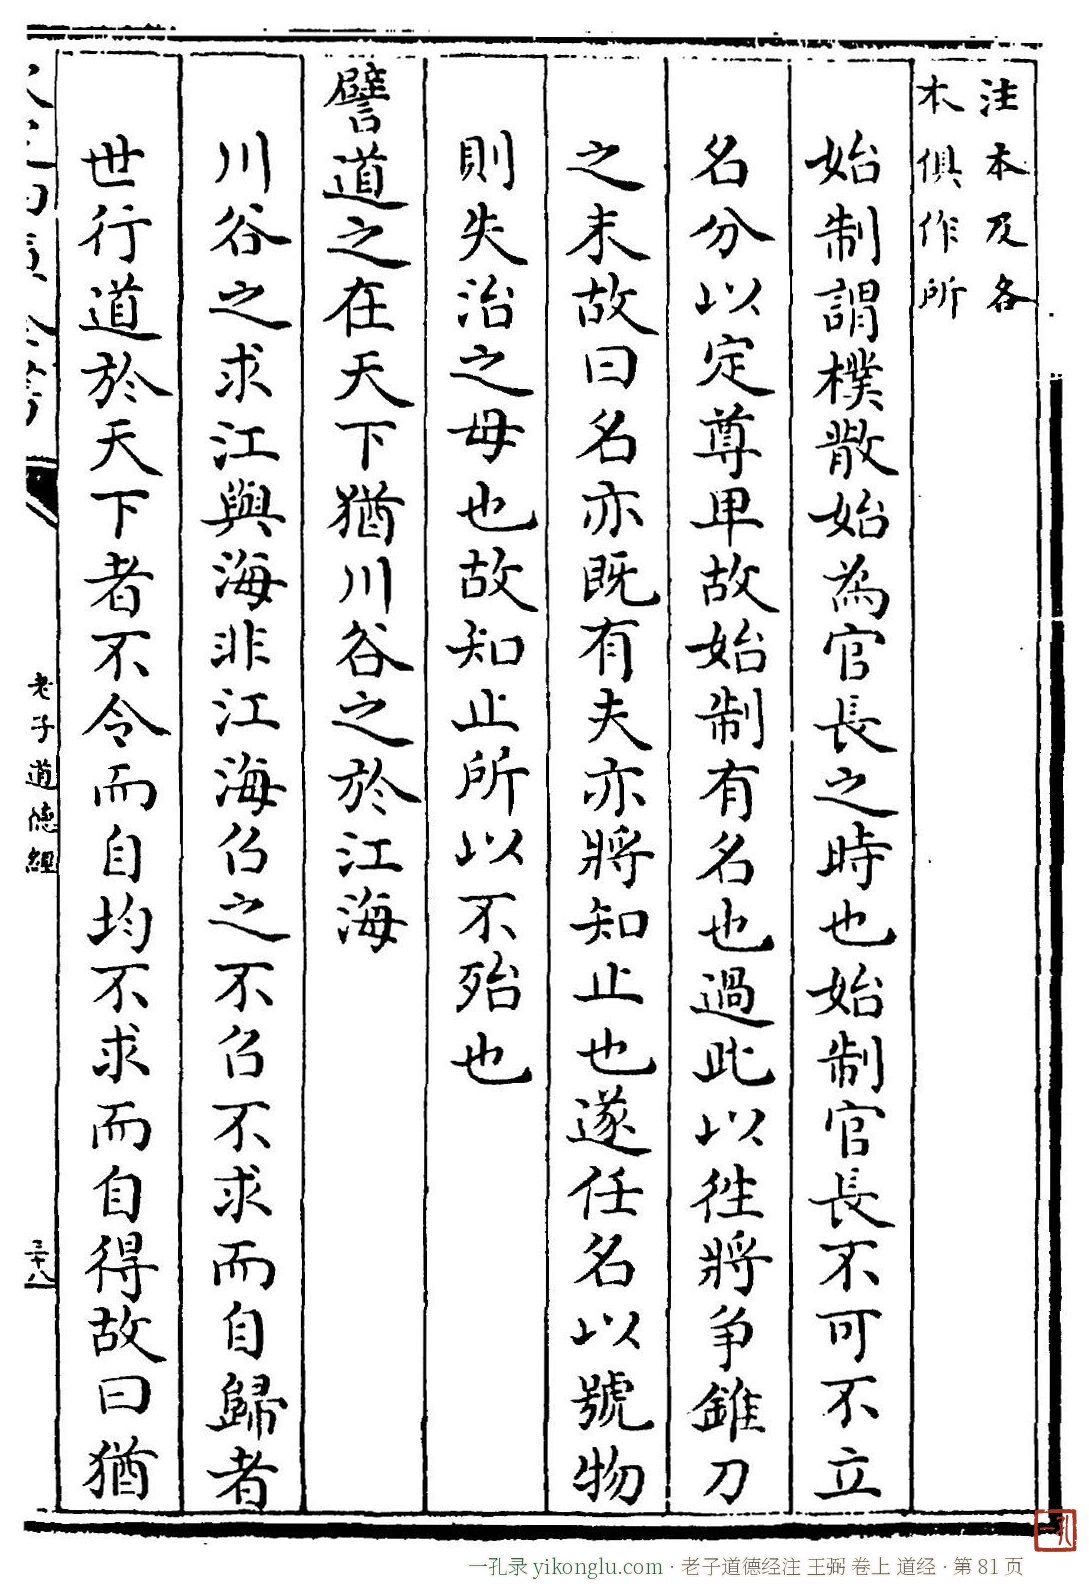 注本及各
本俱作所
始制謂樸散始為官長之時也始制官長不可不立
名分以定尊卑故始制有名也過此以往將爭錐刀
之末故曰名亦既有夫亦將知止也遂任名以號物
則失治之母也故知止所以不殆也
譬道之在天下猶川谷之於江海
川谷之求江與海非江海召之不召不求而自歸者
世行道於天下者不令而自均不求而自得故曰猶
老子道德經
三十八
一孔
一孔录 yikonglu.com · 老子道德经注 王弼 卷上 道经 · 第 81 页